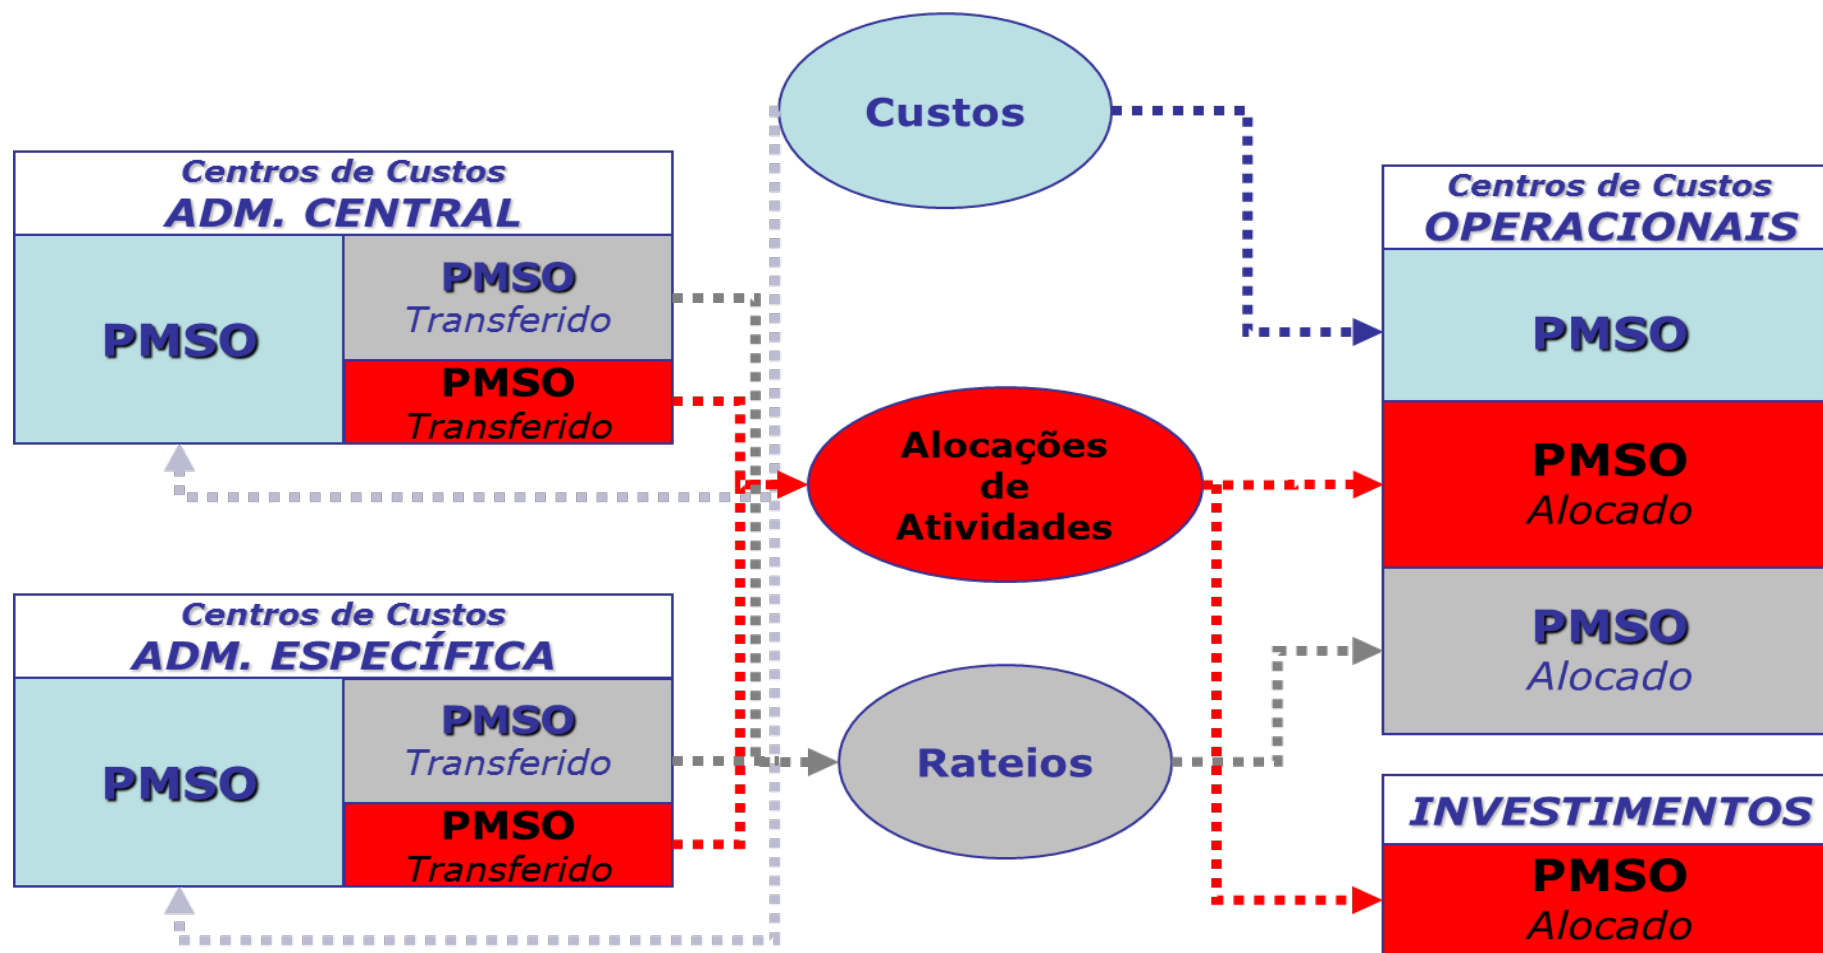 Custos
Centros de Custos
ADM. CENTRAL
PMSO
PMSO
Transferido
PMSO
Transferido
Centros de Custos
ADM. ESPECÍFICA
PMSO
PMSO
Transferido
PMSO
Transferido
Alocações
de
Atividades
Rateios
Centros de Custos
OPERACIONAIS
PMSO
PMSO
Alocado
PMSO
Alocado
INVESTIMENTOS
PMSO
Alocado